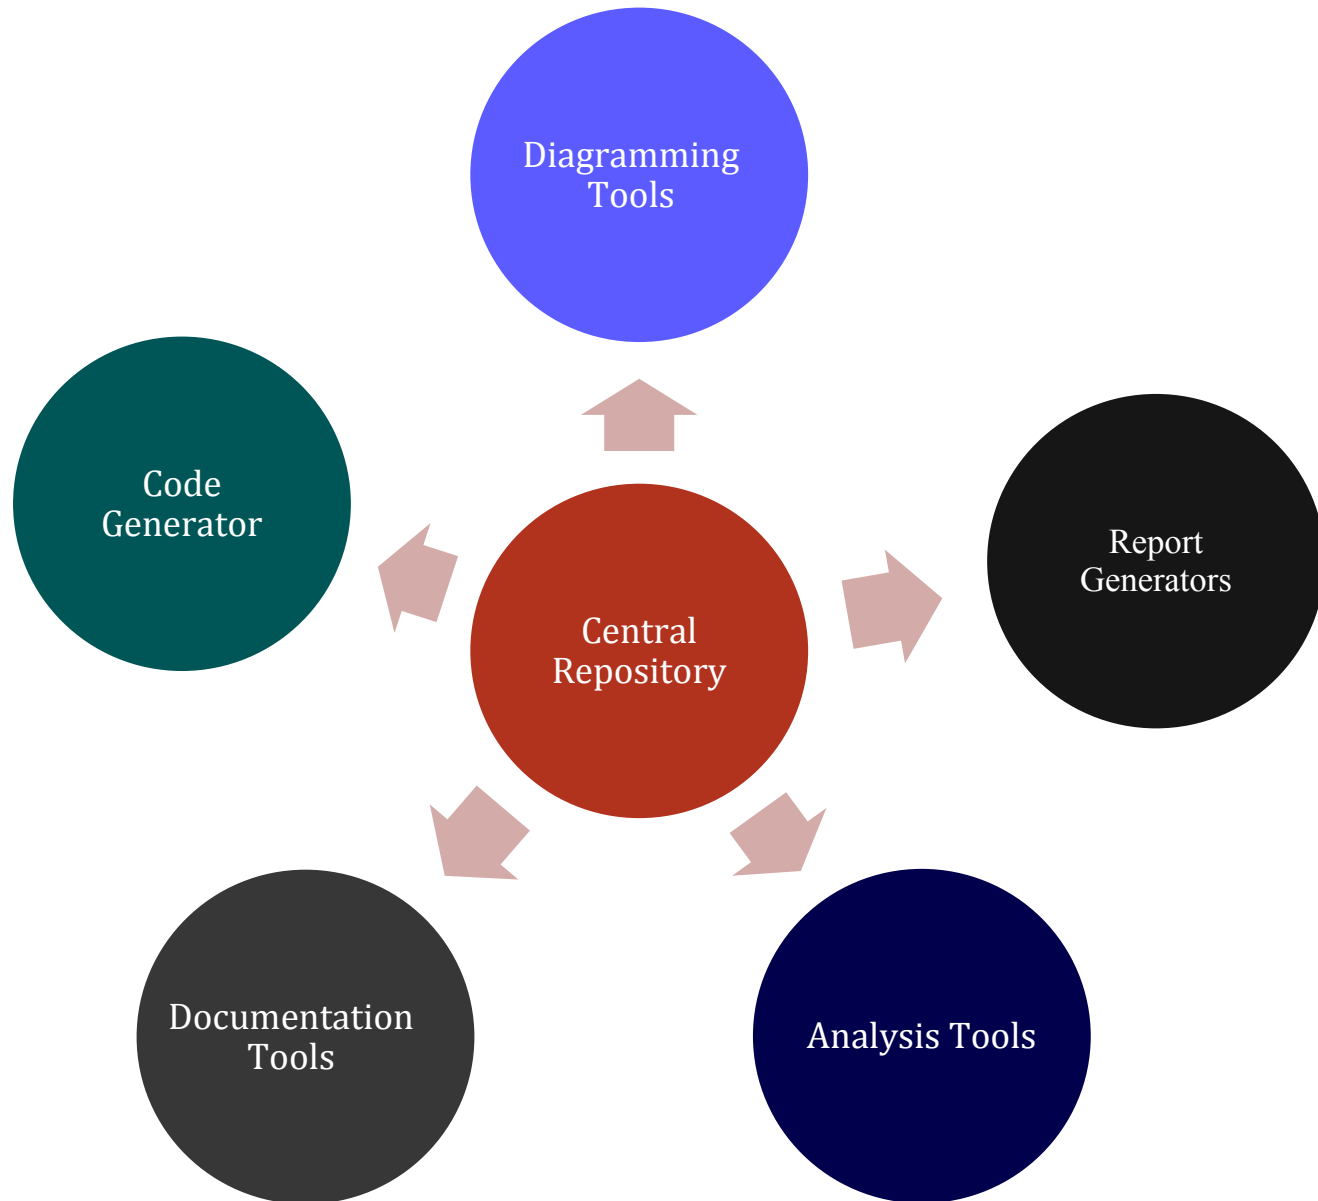 Diagramming
Tools
Code
Generator
Report
Generators
Central
Repository
Documentation
Tools
Analysis Tools